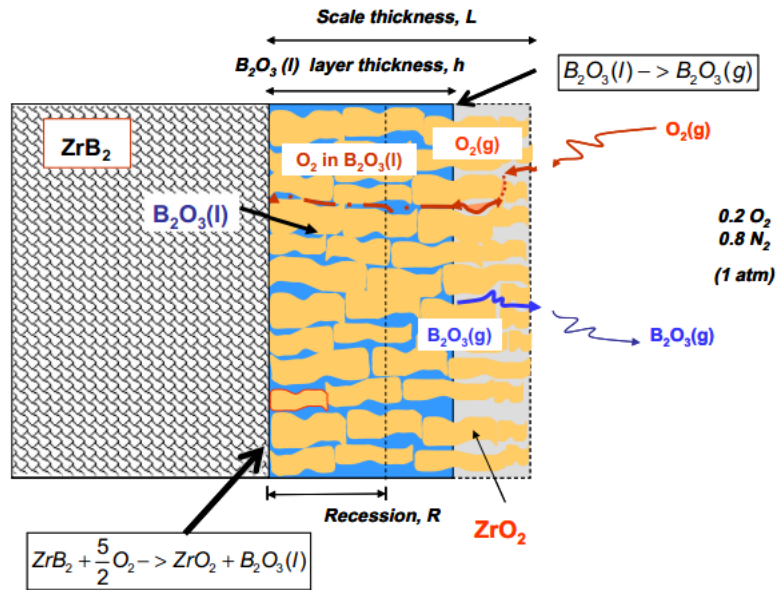 Scale thickness, L
B₂O₃ (l) layer thickness, h
B₂O₃(l) − > B₂O₃(g)
ZrB₂
O₂(g)
O₂(g)
O₂ in B₂O₃(l)
B₂O₃(l)
0.2 O₂
0.8 N₂
(1 atm)
B₂O₃(g)
B₂O₃(g)
Recession, R
ZrO₂
ZrB₂ + 5/2 O₂ − > ZrO₂ + B₂O₃(l)